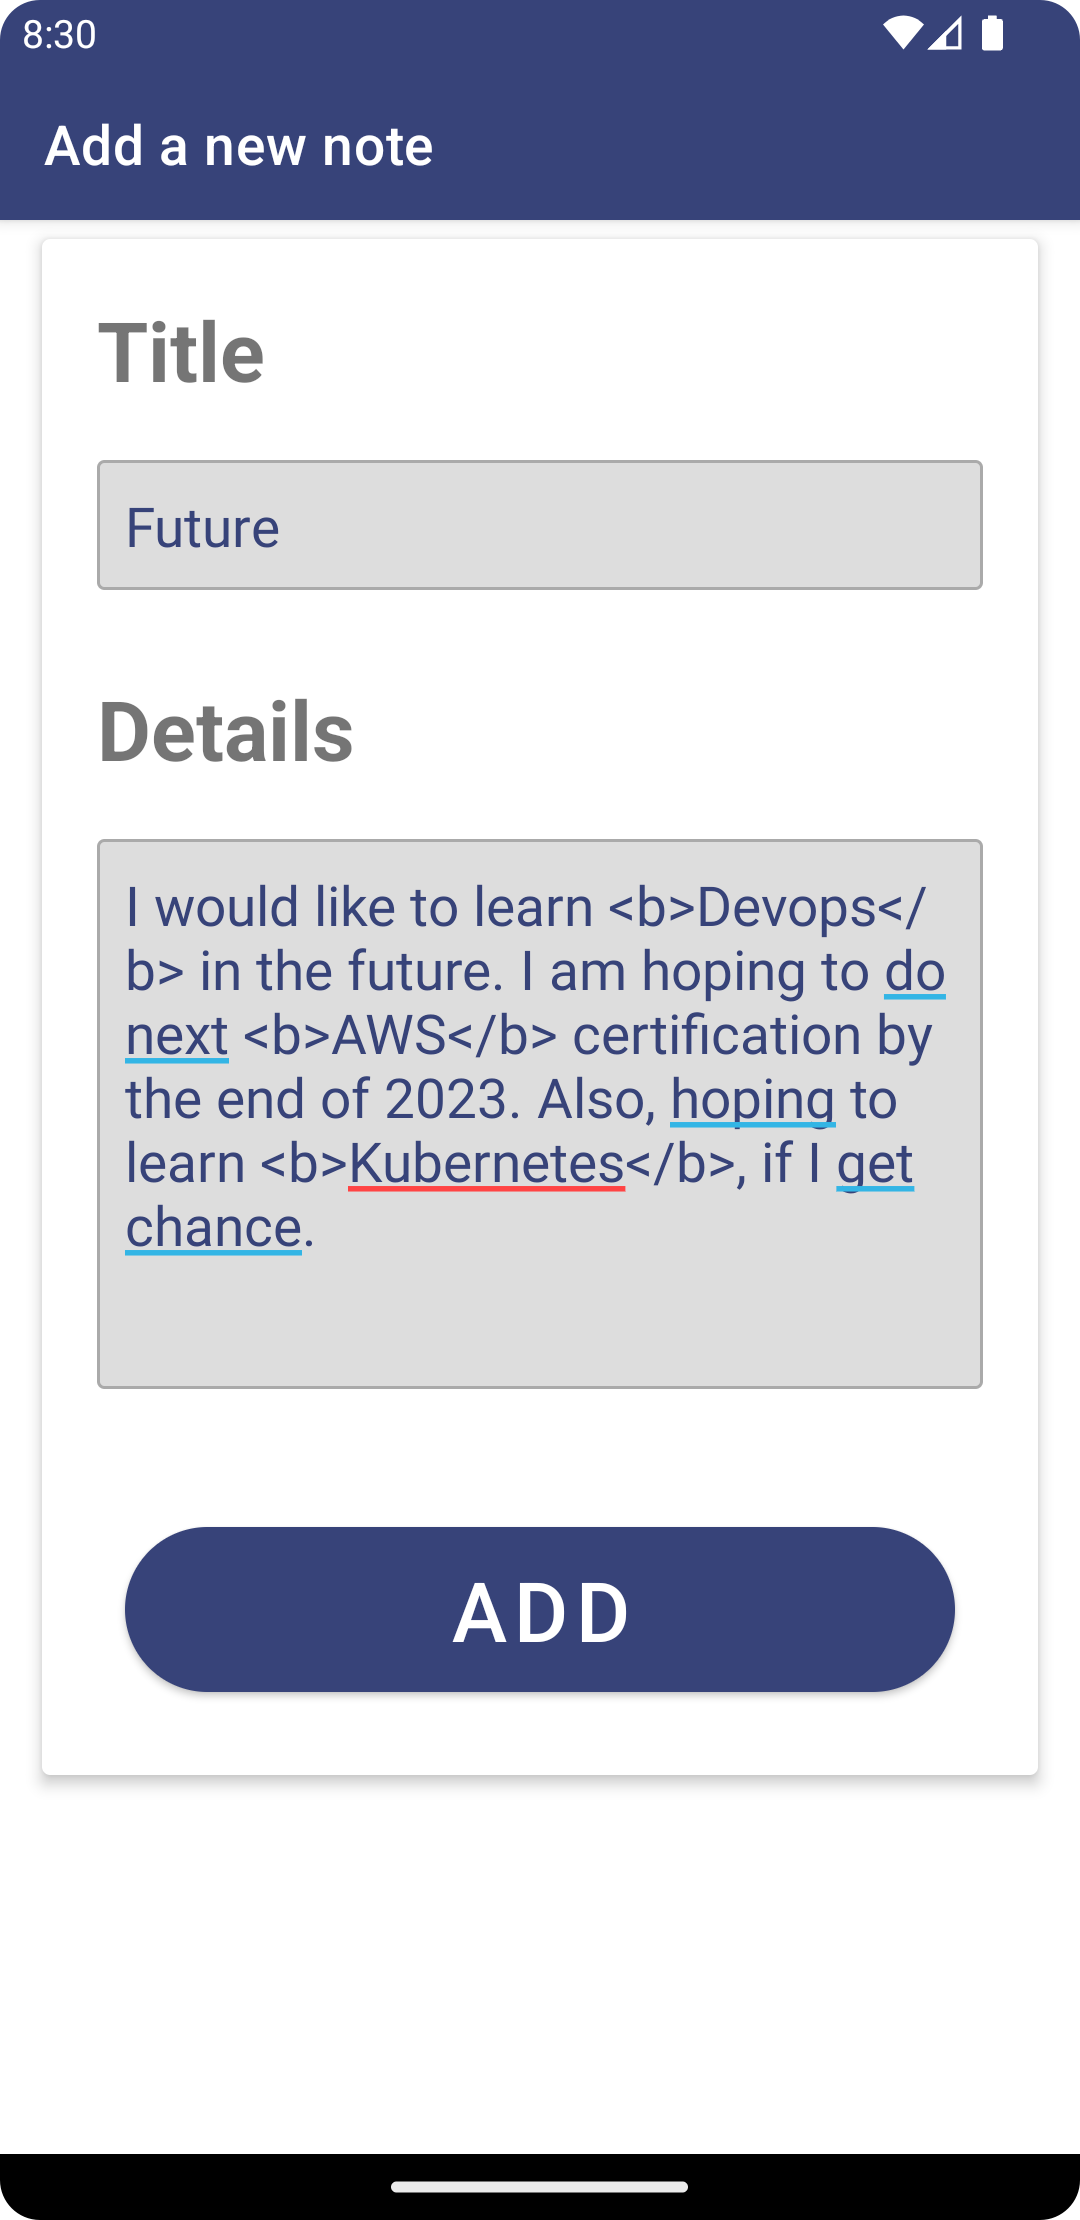 8:30
Add a new note
Title
Future
Details
I would like to learn <b>Devops</
b> in the future. I am hoping to do
next <b>AWS</b> certification by
the end of 2023. Also, hoping to
learn <b>Kubernetes</b>, if I get
chance.
ADD